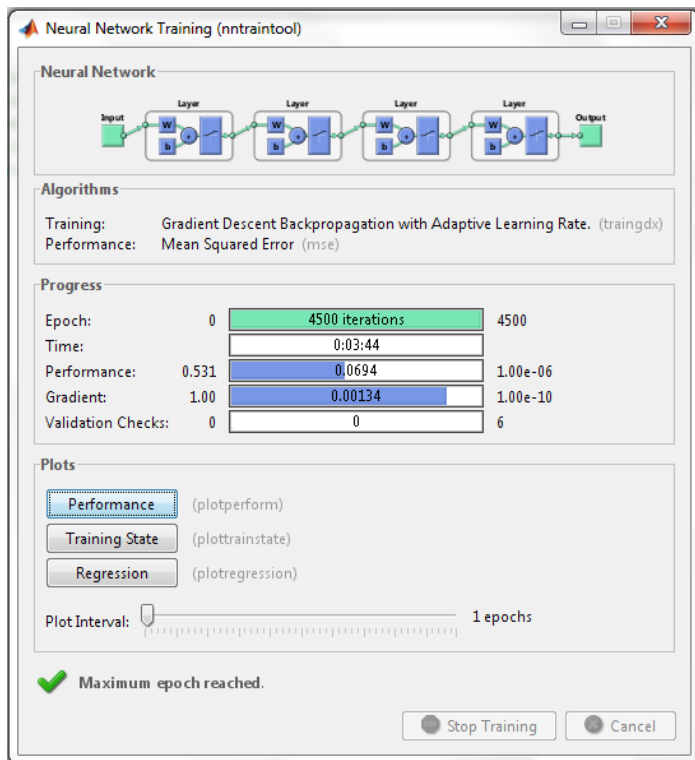 Neural Network Training (nntraintool)
Neural Network
Layer Layer Layer Layer
Input Output
W W W W
+ + + +
b b b b
Algorithms
Training: Gradient Descent Backpropagation with Adaptive Learning Rate. (traingdx)
Performance: Mean Squared Error (mse)
Progress
Epoch: 0 4500 iterations 4500
Time: 0:03:44
Performance: 0.531 0.0694 1.00e-06
Gradient: 1.00 0.00134 1.00e-10
Validation Checks: 0 0 6
Plots
Performance (plotperform)
Training State (plottrainstate)
Regression (plotregression)
Plot Interval: 1 epochs
Maximum epoch reached.
Stop Training Cancel